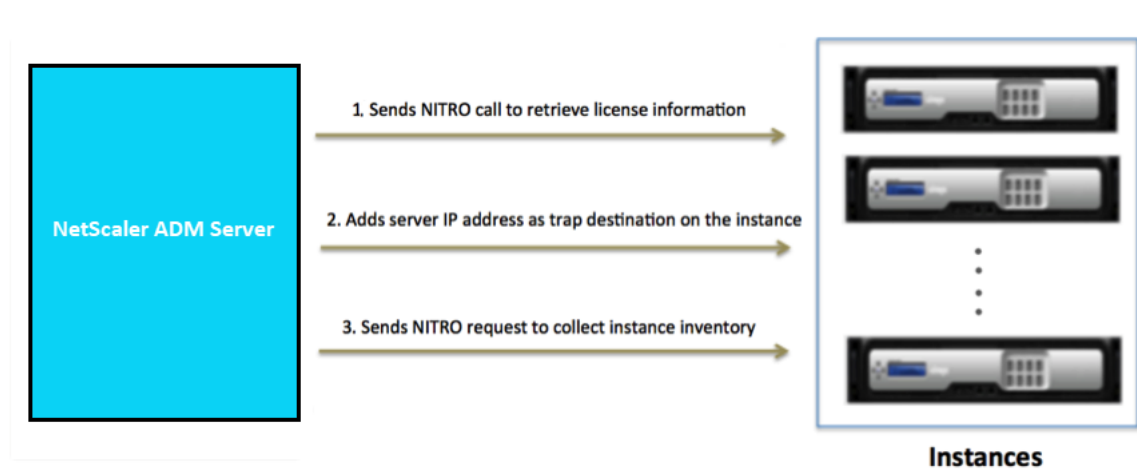 1. Sends NITRO call to retrieve license information
NetScaler ADM Server
2. Adds server IP address as trap destination on the instance
3. Sends NITRO request to collect instance inventory
Instances